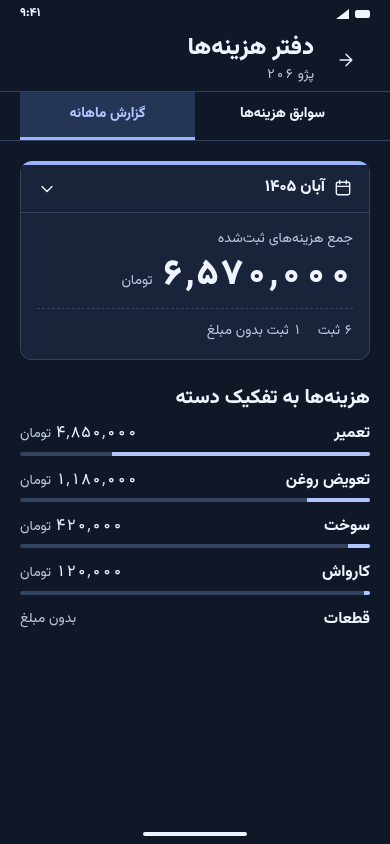 ۹:۴۱
دفتر هزینه‌ها
پژو ۲۰۶
سوابق هزینه‌ها
گزارش ماهانه
آبان ۱۴۰۵
جمع هزینه‌های ثبت‌شده
۶,۵۷۰,۰۰۰ تومان
۶ ثبت ۱ ثبت بدون مبلغ
هزینه‌ها به تفکیک دسته
تعمیر ۴,۸۵۰,۰۰۰ تومان
تعویض روغن ۱,۱۸۰,۰۰۰ تومان
سوخت ۴۲۰,۰۰۰ تومان
کارواش ۱۲۰,۰۰۰ تومان
قطعات بدون مبلغ